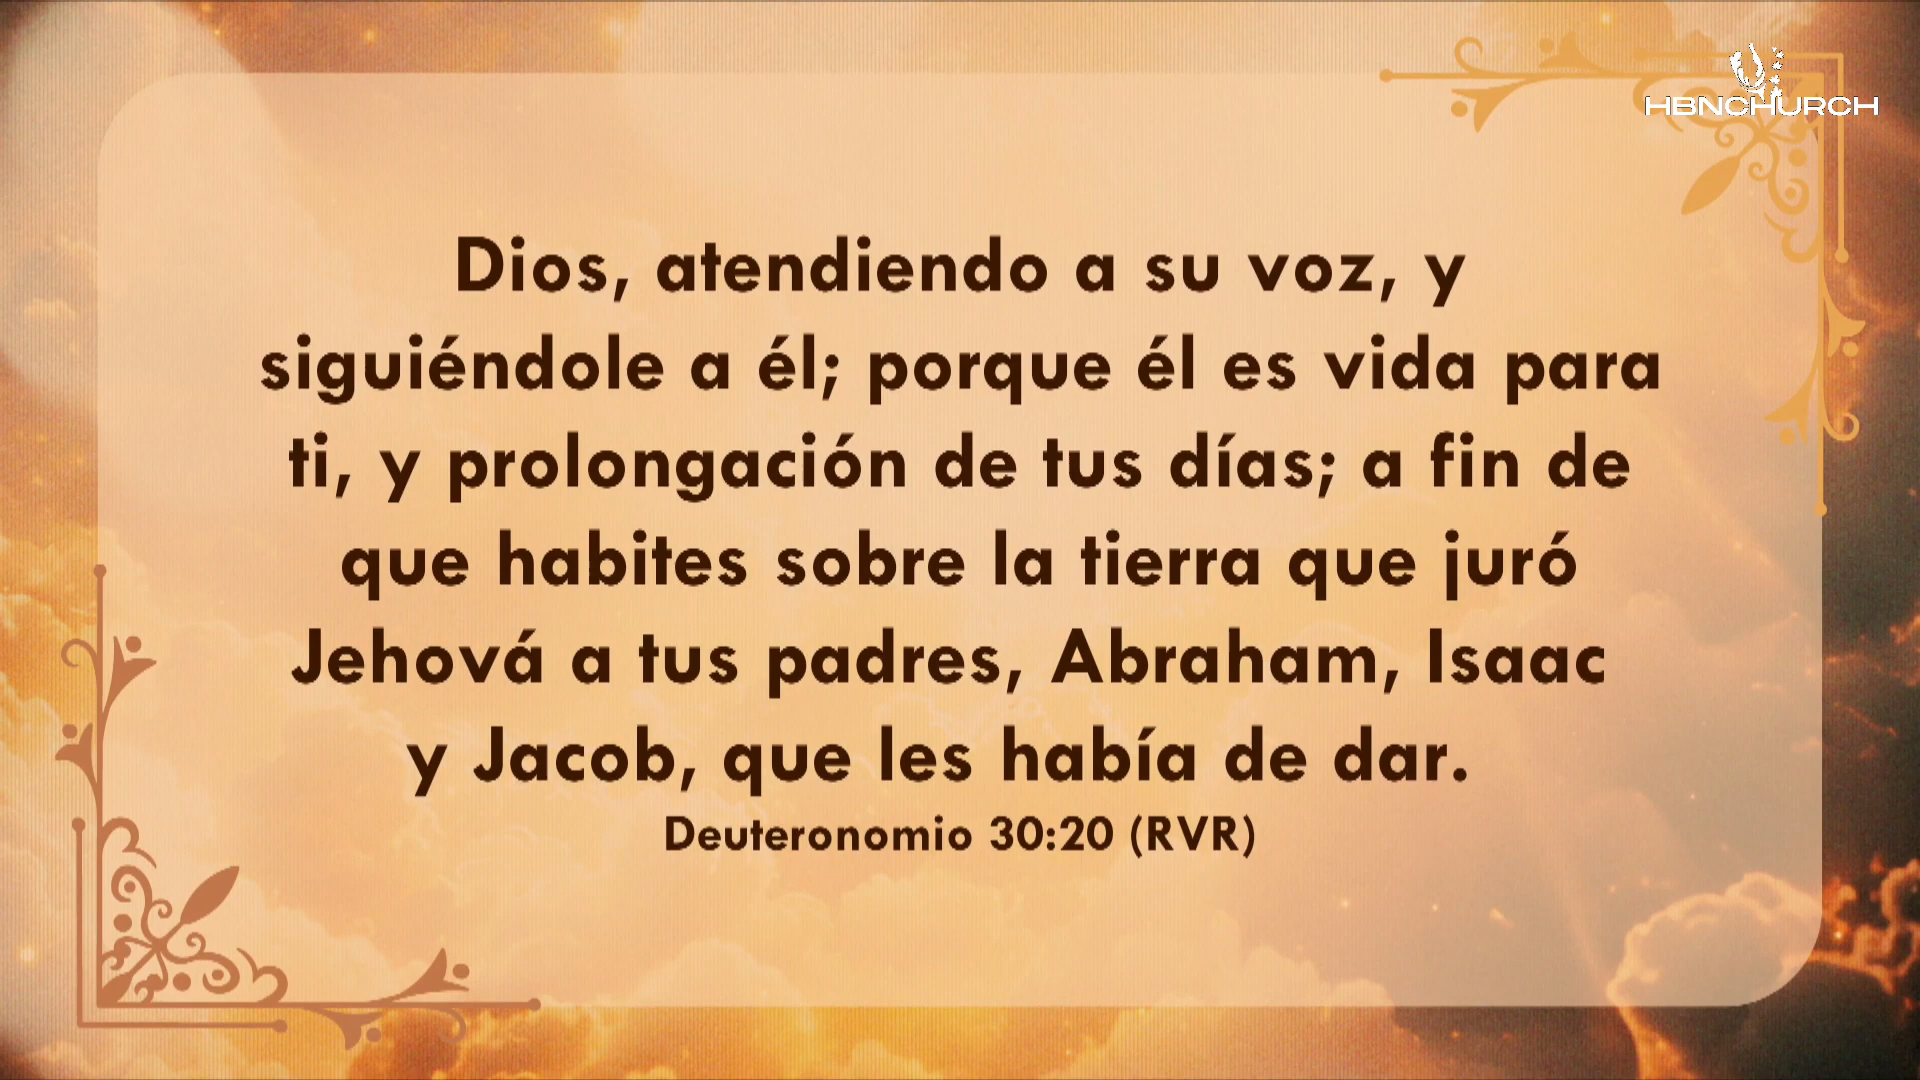 HBNCHURCH
Dios, atendiendo a su voz, y
siguiéndole a él; porque él es vida para
ti, y prolongación de tus días; a fin de
que habites sobre la tierra que juró
Jehová a tus padres, Abraham, Isaac
y Jacob, que les había de dar.
Deuteronomio 30:20 (RVR)